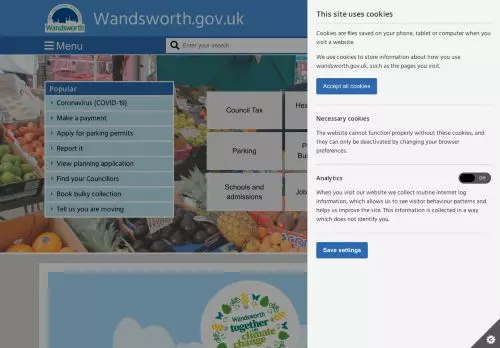 Wandsworth
Wandsworth.gov.uk
Menu
Enter your search
Popular
Coronavirus (COVID-19)
Make a payment
Apply for parking permits
Report it
View planning application
Find your Councillors
Book bulky collection
Tell us you are moving
Council Tax
Parking
Schools and
admissions
Wandsworth
together on
climate
change
This site uses cookies
Cookies are files saved on your phone, tablet or computer when you
visit a website.
We use cookies to store information about how you use
wandsworth.gov.uk, such as the pages you visit.
Accept all cookies
Necessary cookies
The website cannot function properly without these cookies, and
they can only be deactivated by changing your browser
preferences.
Analytics
Off
When you visit our website we collect routine internet log
information, which allows us to see visitor behaviour patterns and
helps us improve the site. This information is collected in a way
which does not identify you.
Save settings